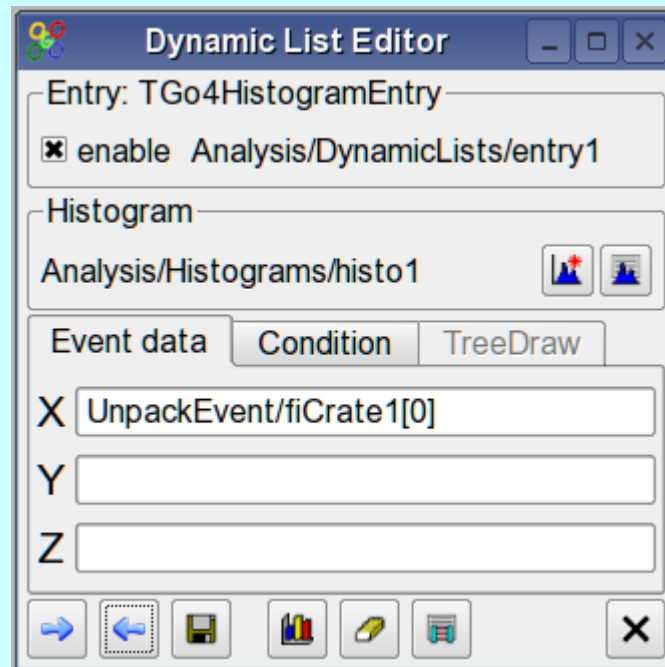 Dynamic List Editor
Entry: TGo4HistogramEntry
enable Analysis/DynamicLists/entry1
Histogram
Analysis/Histograms/histo1
Event data Condition TreeDraw
X UnpackEvent/fiCrate1[0]
Y
Z